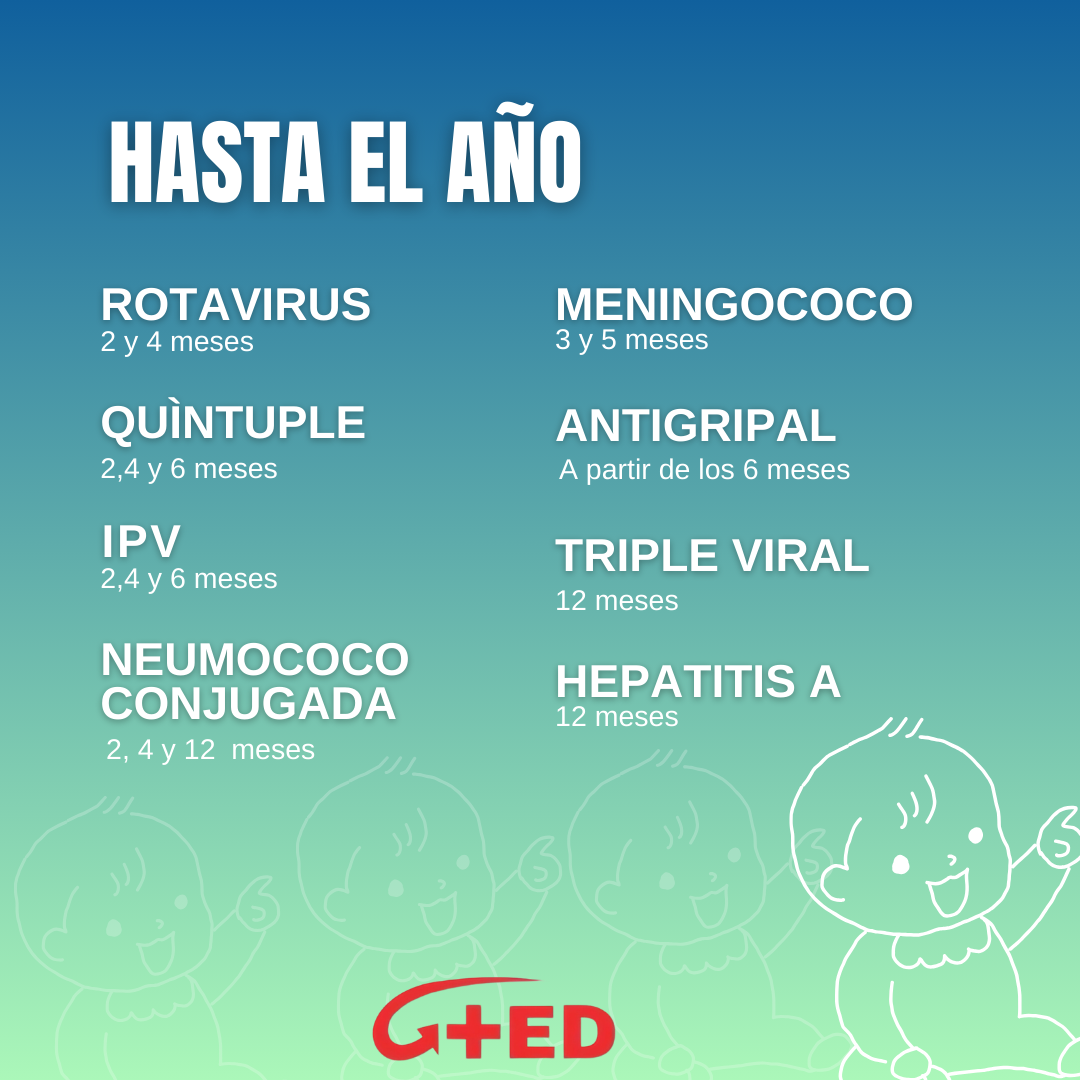 HASTA EL AÑO
ROTAVIRUS
2 y 4 meses
QUÌNTUPLE
2,4 y 6 meses
IPV
2,4 y 6 meses
NEUMOCOCO
CONJUGADA
2, 4 y 12 meses
MENINGOCOCO
3 y 5 meses
ANTIGRIPAL
A partir de los 6 meses
TRIPLE VIRAL
12 meses
HEPATITIS A
12 meses
G+ED